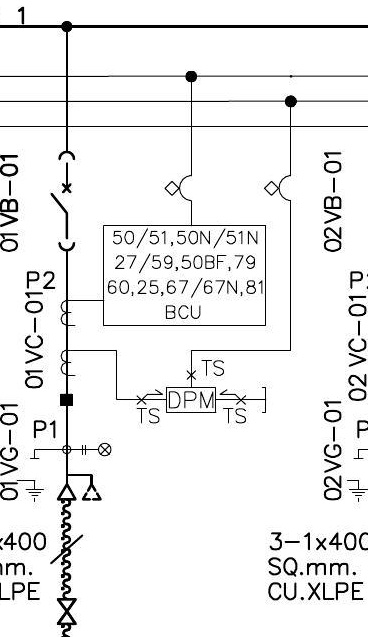 1
01VB-01
02VB-01
50/51,50N/51N
27/59,50BF,79
60,25,67/67N,81
BCU
P2
01VC-01
02 VC-01
TS
DPM
TS
TS
P1
01VG-01
02VG-01
x400
3-1x400
SQ.mm.
LPE
CU.XLPE